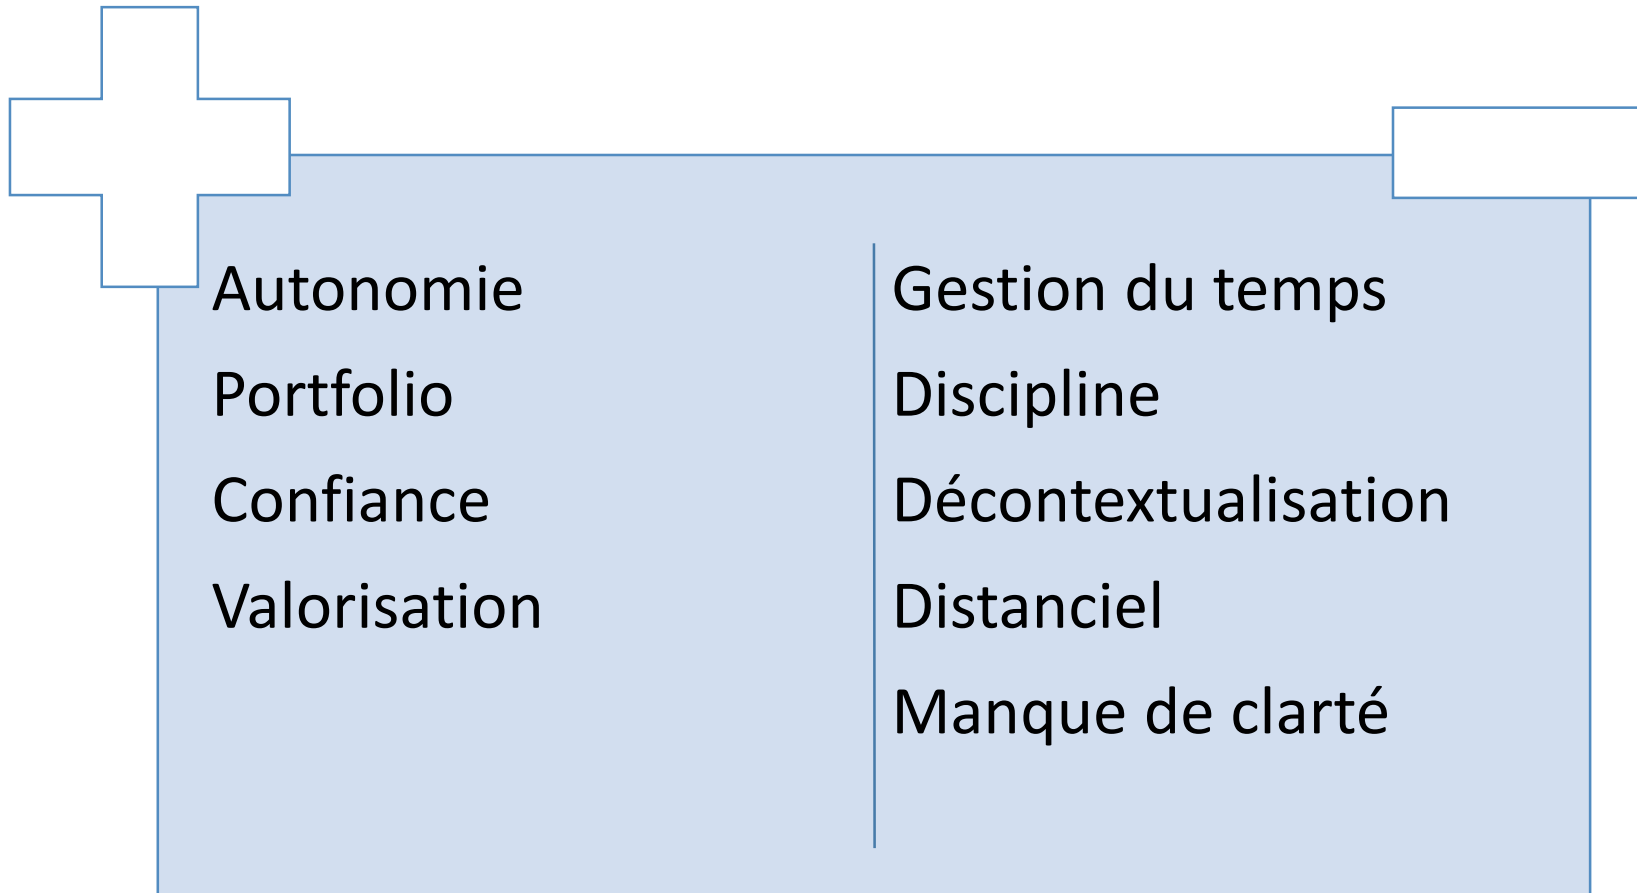 Autonomie
Portfolio
Confiance
Valorisation
Gestion du temps
Discipline
Décontextualisation
Distanciel
Manque de clarté